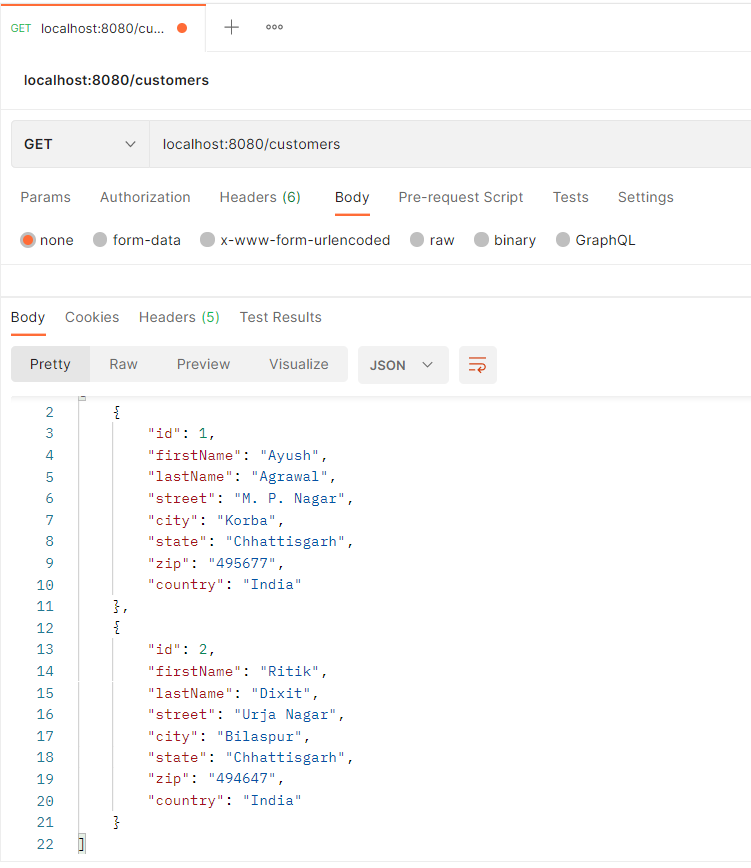 GET localhost:8080/cu...
localhost:8080/customers
GET localhost:8080/customers
Params Authorization Headers (6) Body Pre-request Script Tests Settings
none form-data x-www-form-urlencoded raw binary GraphQL
Body Cookies Headers (5) Test Results
Pretty Raw Preview Visualize JSON
2 {
3 "id": 1,
4 "firstName": "Ayush",
5 "lastName": "Agrawal",
6 "street": "M. P. Nagar",
7 "city": "Korba",
8 "state": "Chhattisgarh",
9 "zip": "495677",
10 "country": "India"
11 },
12 {
13 "id": 2,
14 "firstName": "Ritik",
15 "lastName": "Dixit",
16 "street": "Urja Nagar",
17 "city": "Bilaspur",
18 "state": "Chhattisgarh",
19 "zip": "494647",
20 "country": "India"
21 }
22 ]